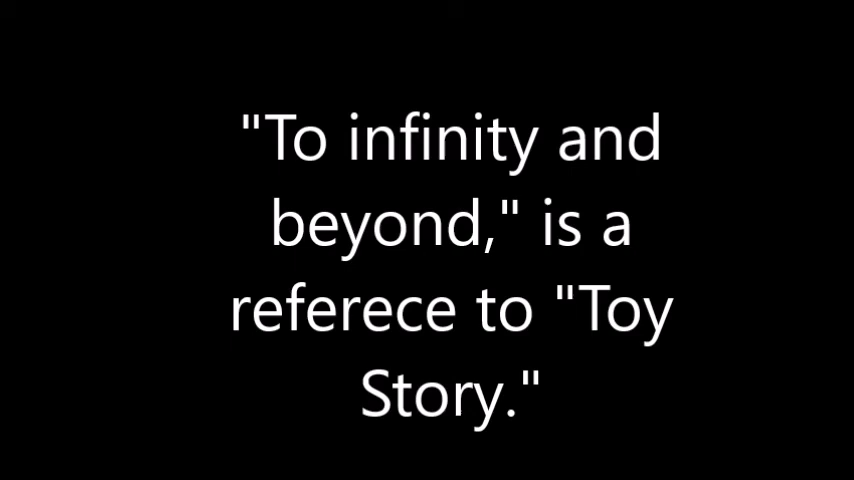 "To infinity and
beyond," is a
referece to "Toy
Story."